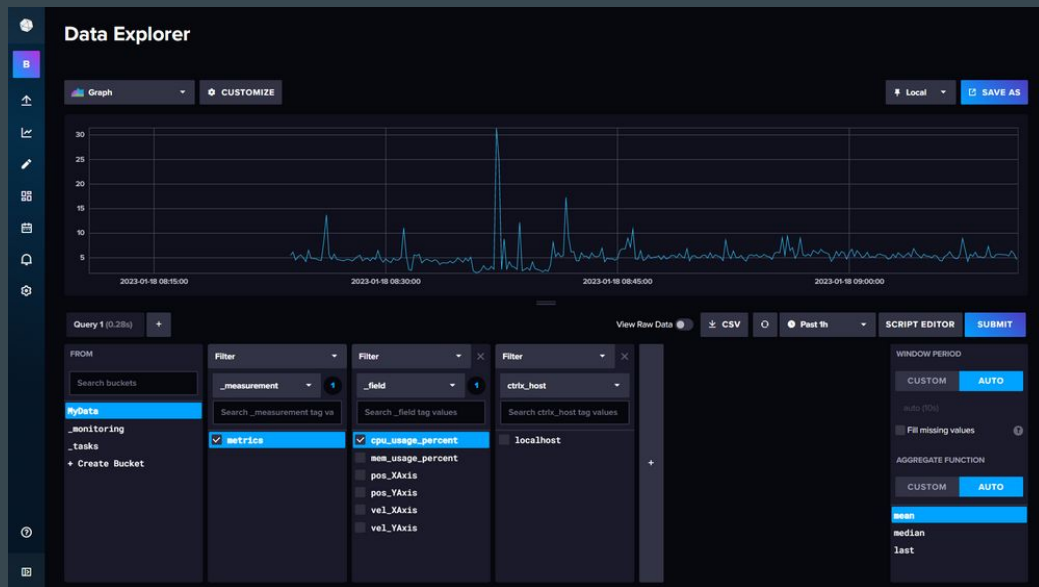 Data Explorer
B
Graph
CUSTOMIZE
Local
SAVE AS
30
25
20
15
10
5
2023-01-18 08:15:00
2023-01-18 08:30:00
2023-01-18 08:45:00
2023-01-18 09:00:00
Query 1 (0.28s)
+
View Raw Data
CSV
Past 1h
SCRIPT EDITOR
SUBMIT
FROM
Search buckets
MyData
_monitoring
_tasks
+ Create Bucket
Filter
_measurement
1
Search _measurement tag va
metrics
Filter
_field
1
Search _field tag values
cpu_usage_percent
mem_usage_percent
pos_XAxis
pos_YAxis
vel_XAxis
vel_YAxis
Filter
ctrlx_host
Search ctrlx_host tag values
localhost
+
WINDOW PERIOD
CUSTOM
AUTO
auto (10s)
Fill missing values
?
AGGREGATE FUNCTION
CUSTOM
AUTO
mean
median
last
?